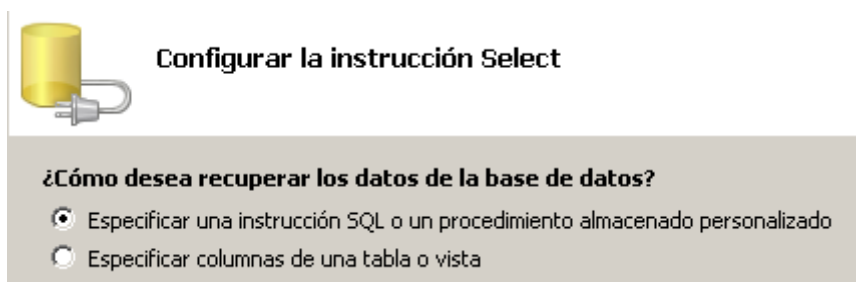 Configurar la instrucción Select
¿Cómo desea recuperar los datos de la base de datos?
Especificar una instrucción SQL o un procedimiento almacenado personalizado
Especificar columnas de una tabla o vista